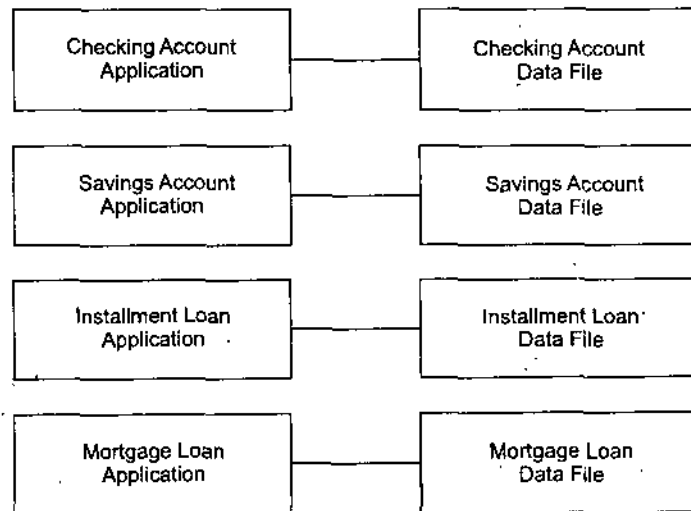 Checking Account
Application
Checking Account
Data File
Savings Account
Application
Savings Account
Data File
Installment Loan
Application
Installment Loan
Data File
Mortgage Loan
Application
Mortgage Loan
Data File